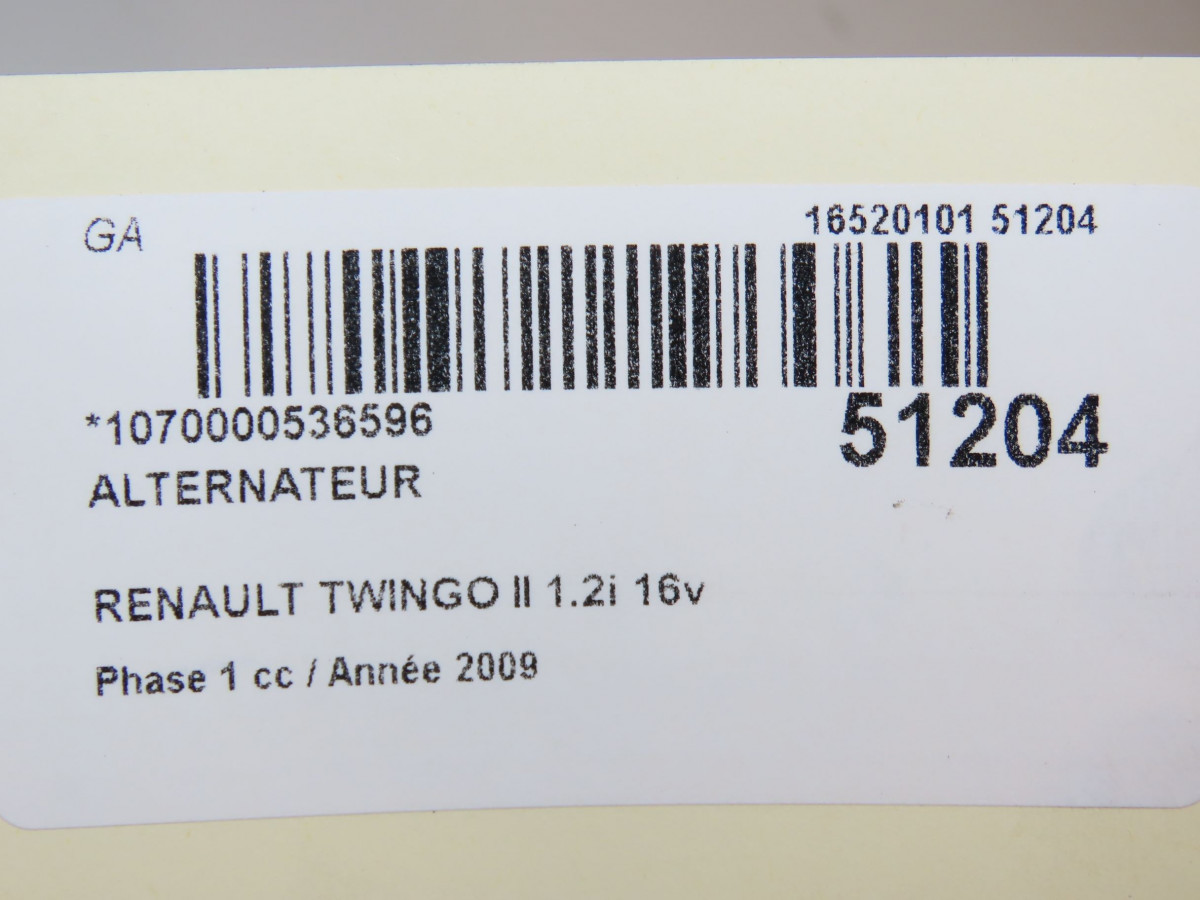 GA
16520101 51204
*1070000536596
51204
ALTERNATEUR
RENAULT TWINGO II 1.2i 16v
Phase 1 cc / Année 2009